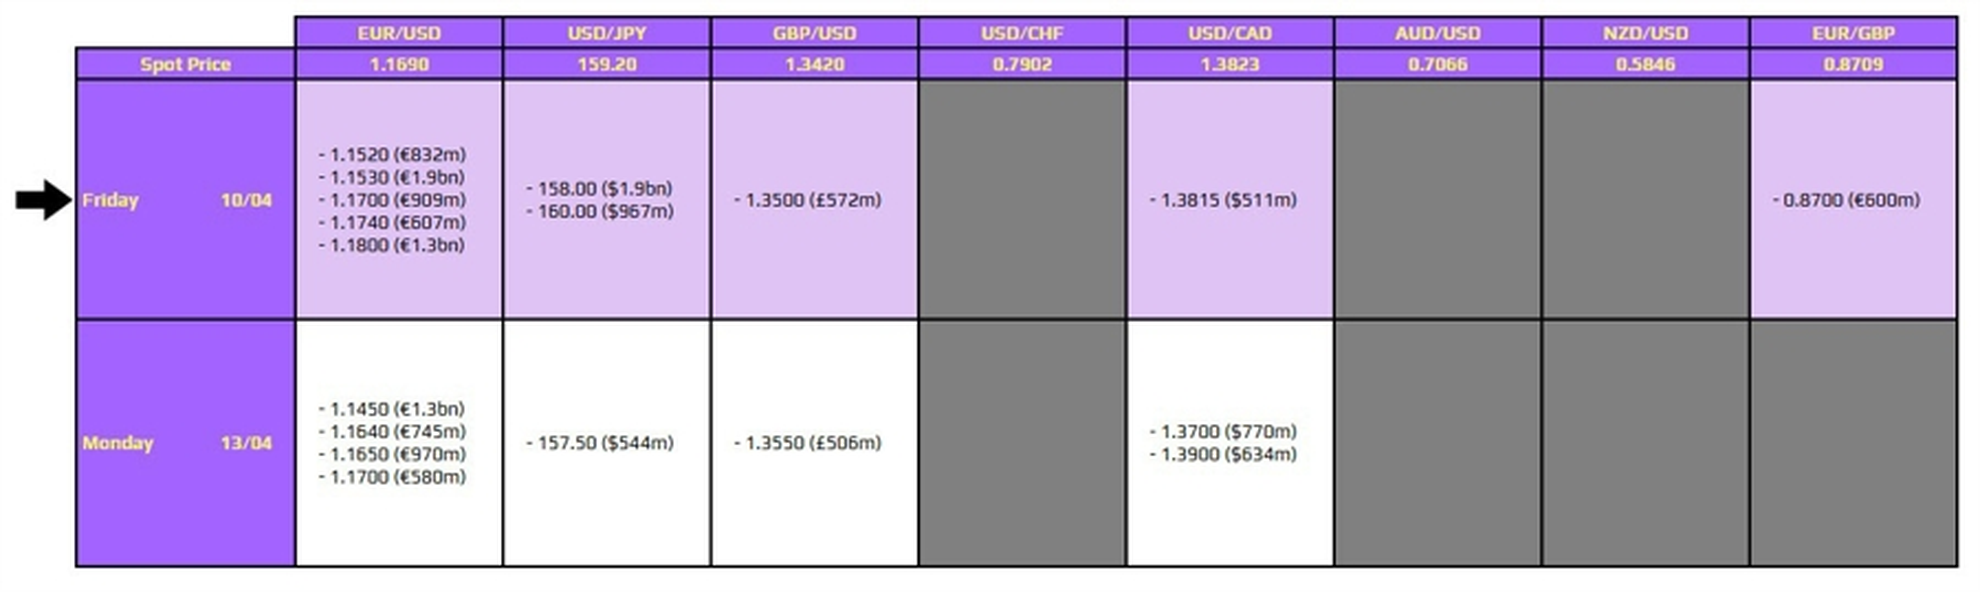 EUR/USD USD/JPY GBP/USD USD/CHF USD/CAD AUD/USD NZD/USD EUR/GBP
Spot Price 1.1690 159.20 1.3420 0.7902 1.3823 0.7066 0.5846 0.8709
Friday 10/04
- 1.1520 (€832m)
- 1.1530 (€1.9bn)
- 1.1700 (€909m)
- 1.1740 (€607m)
- 1.1800 (€1.3bn)
- 158.00 ($1.9bn)
- 160.00 ($967m)
- 1.3500 (£572m)
- 1.3815 ($511m)
- 0.8700 (€600m)
Monday 13/04
- 1.1450 (€1.3bn)
- 1.1640 (€745m)
- 1.1650 (€970m)
- 1.1700 (€580m)
- 157.50 ($544m)
- 1.3550 (£506m)
- 1.3700 ($770m)
- 1.3900 ($634m)